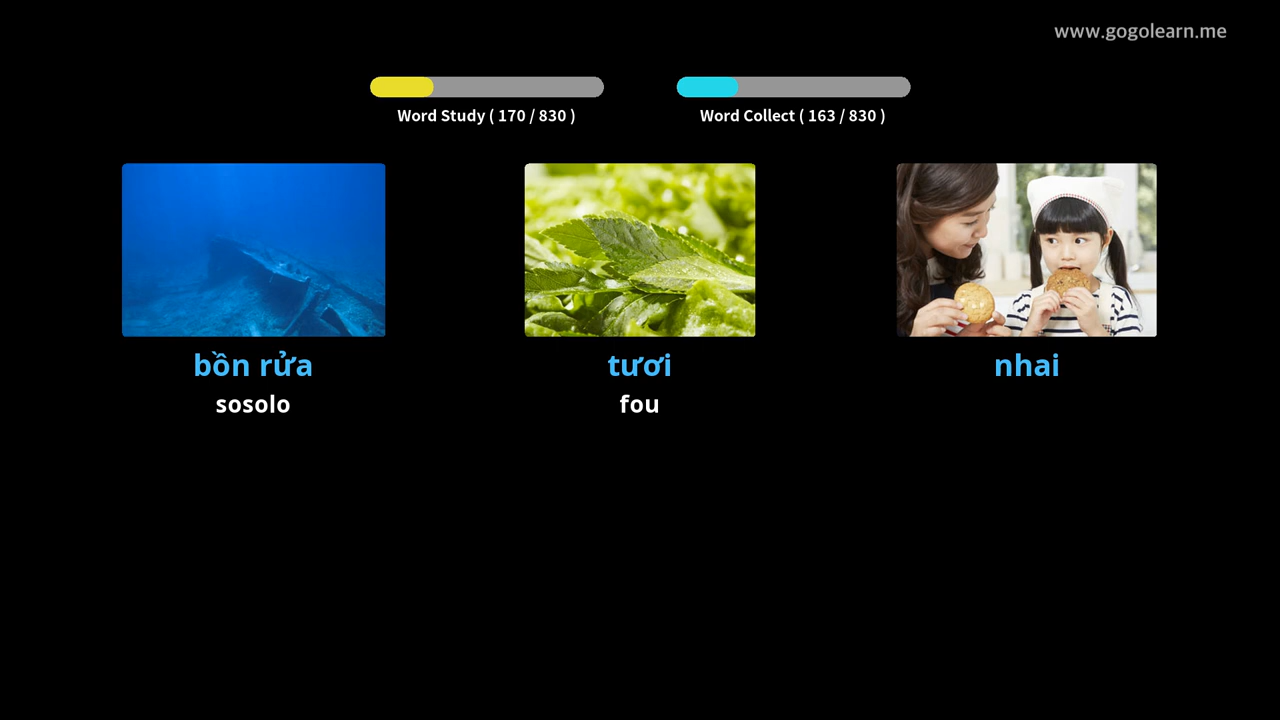 www.gogolearn.me
Word Study ( 170 / 830 )
Word Collect ( 163 / 830 )
bồn rửa
tươi
nhai
sosolo
fou